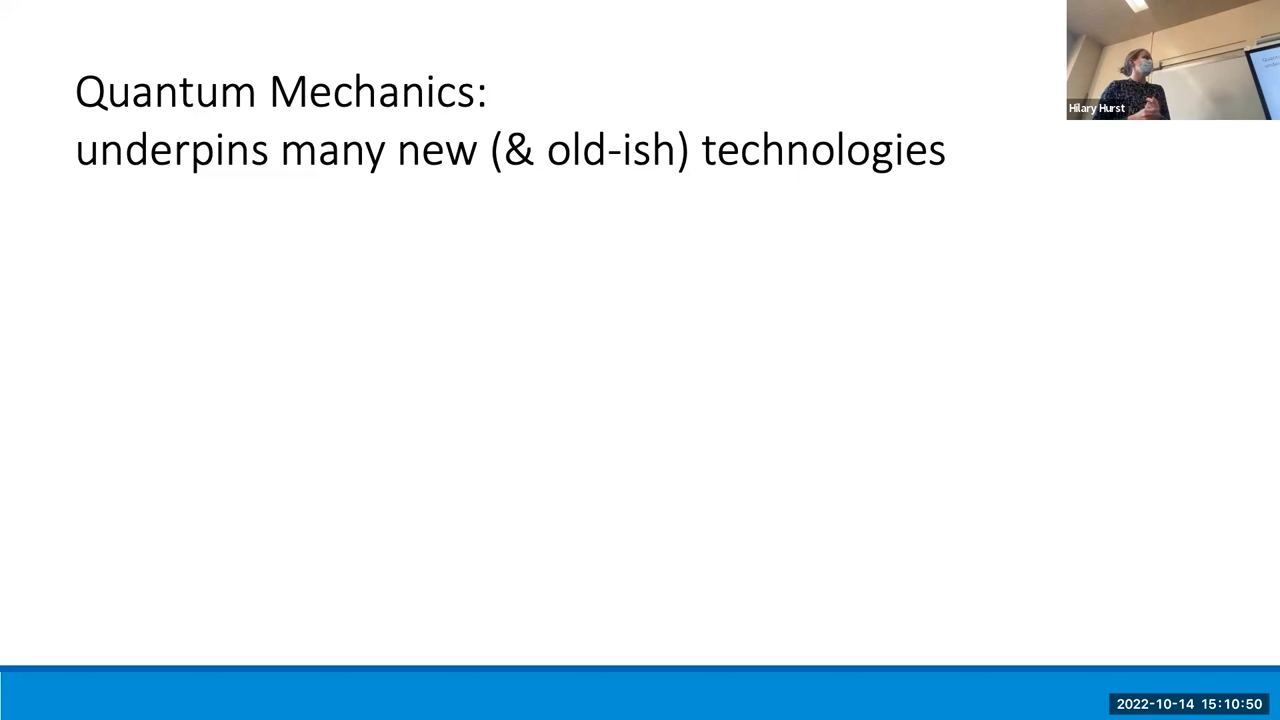 Quantum Mechanics:
underpins many new (& old-ish) technologies
Hilary Hurst
2022-10-14 15:10:50